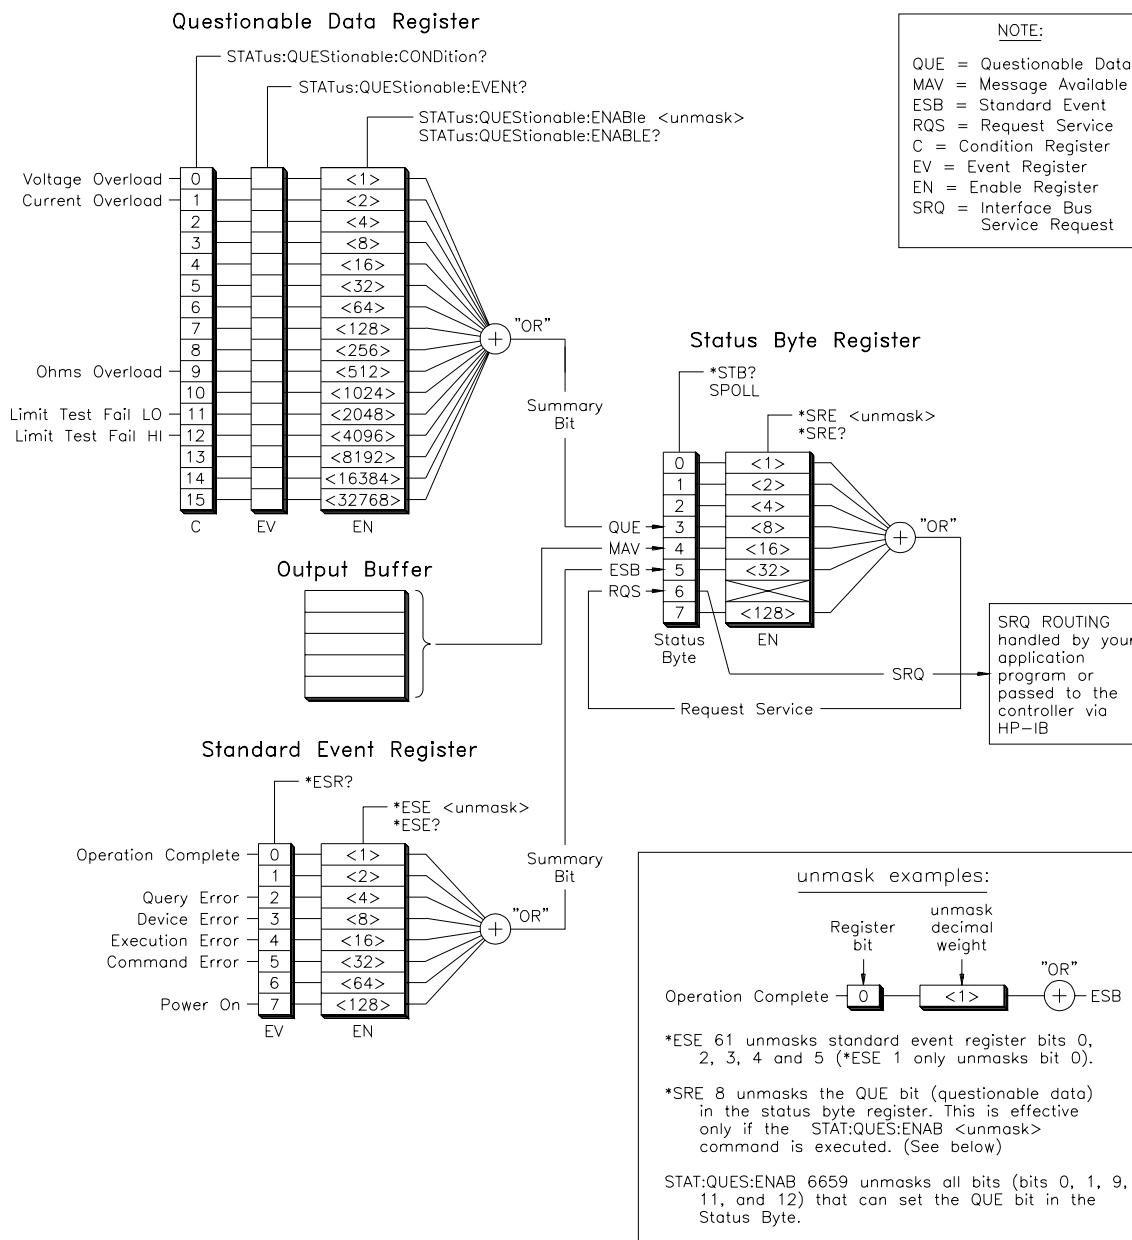 Questionable Data Register
STATus:QUEStionable:CONDition?
STATus:QUEStionable:EVENt?
STATus:QUEStionable:ENABle <unmask>
STATus:QUEStionable:ENABLE?
NOTE:
QUE = Questionable Data
MAV = Message Available
ESB = Standard Event
RQS = Request Service
C = Condition Register
EV = Event Register
EN = Enable Register
SRQ = Interface Bus
Service Request
Voltage Overload 0 <1>
Current Overload 1 <2>
2 <4>
3 <8>
4 <16>
5 <32>
6 <64>
7 <128>
8 <256>
Ohms Overload 9 <512>
10 <1024>
Limit Test Fail LO 11 <2048>
Limit Test Fail HI 12 <4096>
13 <8192>
14 <16384>
15 <32768>
C EV EN
+ "OR"
Summary
Bit
Status Byte Register
*STB?
SPOLL
*SRE <unmask>
*SRE?
0 <1>
1 <2>
2 <4>
QUE 3 <8>
MAV 4 <16>
ESB 5 <32>
RQS 6
7 <128>
Status
Byte
EN
+ "OR"
SRQ
Request Service
SRQ ROUTING
handled by your
application
program or
passed to the
controller via
HP-IB
Output Buffer
Standard Event Register
*ESR?
*ESE <unmask>
*ESE?
Operation Complete 0 <1>
1 <2>
Query Error 2 <4>
Device Error 3 <8>
Execution Error 4 <16>
Command Error 5 <32>
6 <64>
Power On 7 <128>
EV EN
+ "OR"
Summary
Bit
unmask examples:
Register
bit
unmask
decimal
weight
"OR"
Operation Complete 0 <1> + ESB
*ESE 61 unmasks standard event register bits 0,
2, 3, 4 and 5 (*ESE 1 only unmasks bit 0).
*SRE 8 unmasks the QUE bit (questionable data)
in the status byte register. This is effective
only if the STAT:QUES:ENAB <unmask>
command is executed. (See below)
STAT:QUES:ENAB 6659 unmasks all bits (bits 0, 1, 9,
11, and 12) that can set the QUE bit in the
Status Byte.